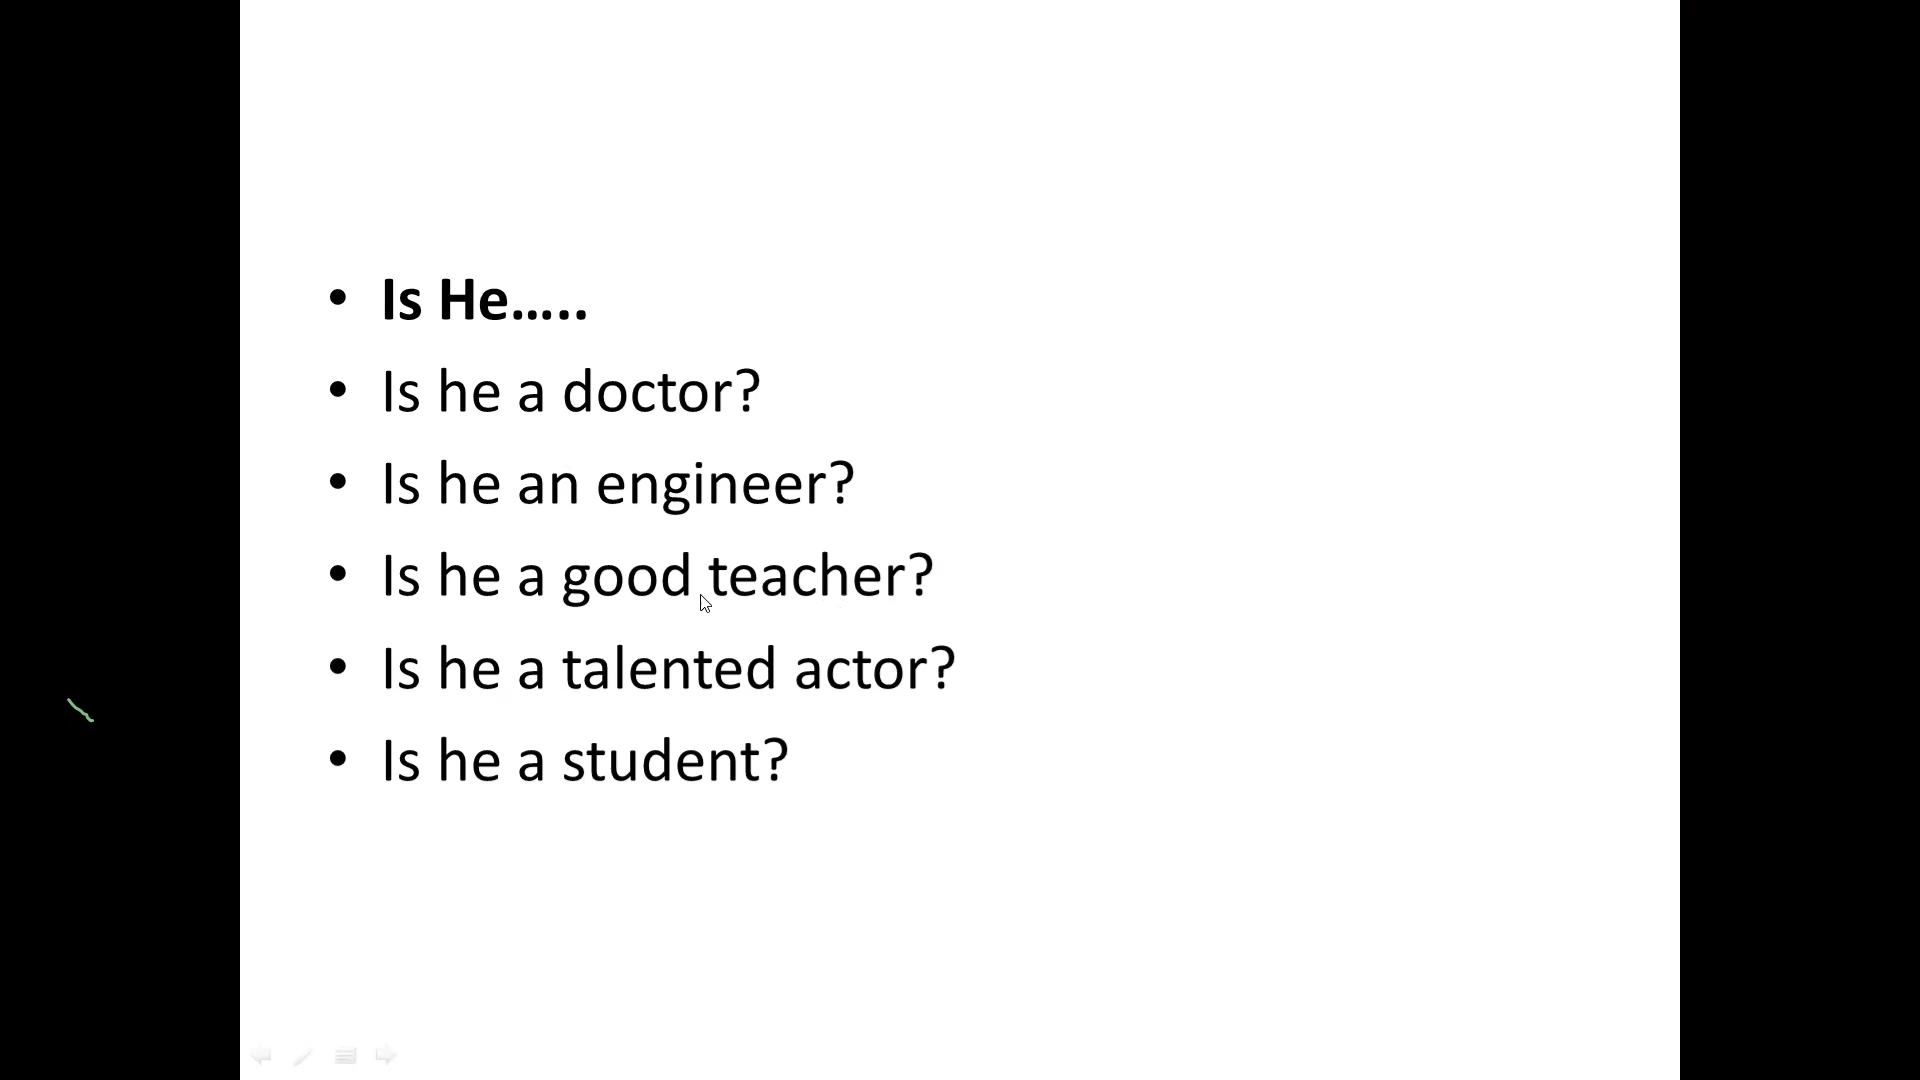 • Is He…..
• Is he a doctor?
• Is he an engineer?
• Is he a good teacher?
• Is he a talented actor?
• Is he a student?